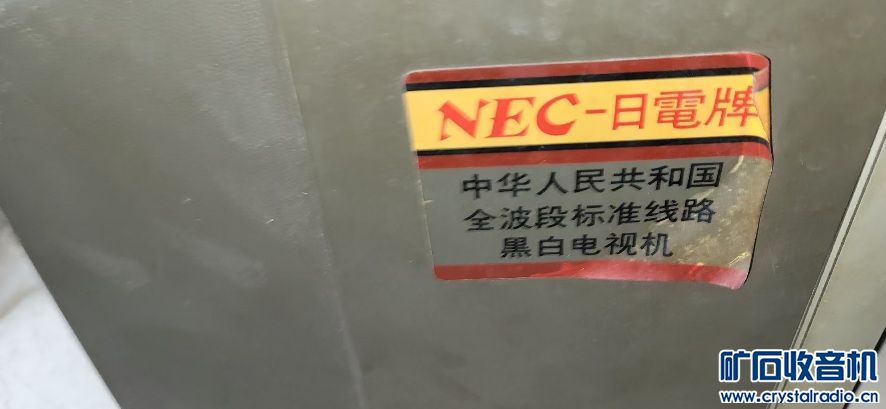 NEC-日電牌
中华人民共和国
全波段标准线路
黑白电视机
矿石收音机
www.crystalradio.cn